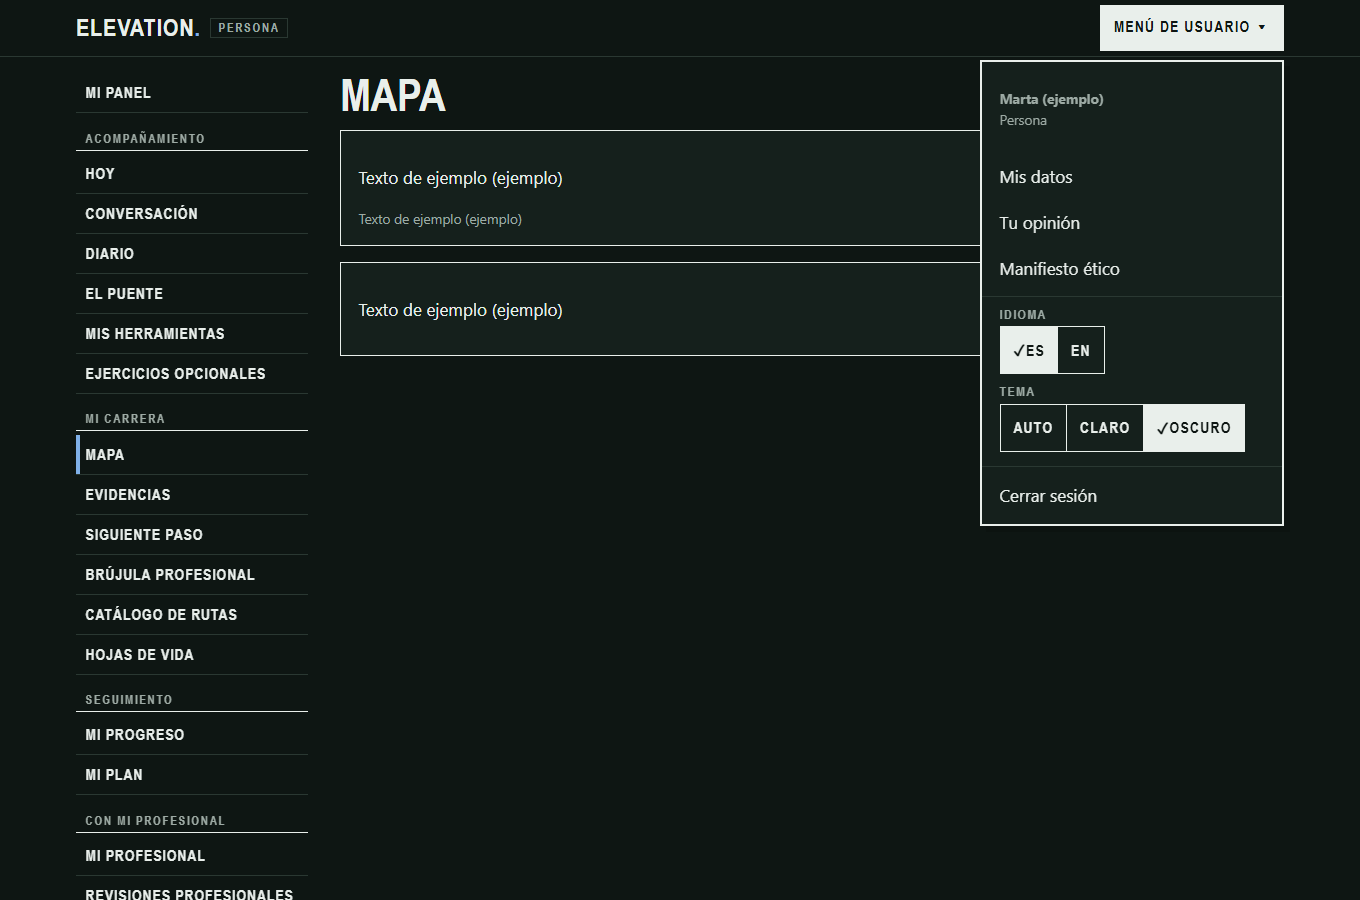 ELEVATION. PERSONA
MENÚ DE USUARIO
MI PANEL
ACOMPAÑAMIENTO
HOY
CONVERSACIÓN
DIARIO
EL PUENTE
MIS HERRAMIENTAS
EJERCICIOS OPCIONALES
MI CARRERA
MAPA
EVIDENCIAS
SIGUIENTE PASO
BRÚJULA PROFESIONAL
CATÁLOGO DE RUTAS
HOJAS DE VIDA
SEGUIMIENTO
MI PROGRESO
MI PLAN
CON MI PROFESIONAL
MI PROFESIONAL
REVISIONES PROFESIONALES
MAPA
Texto de ejemplo (ejemplo)
Texto de ejemplo (ejemplo)
Texto de ejemplo (ejemplo)
Marta (ejemplo)
Persona
Mis datos
Tu opinión
Manifiesto ético
IDIOMA
✓ES EN
TEMA
AUTO CLARO ✓OSCURO
Cerrar sesión